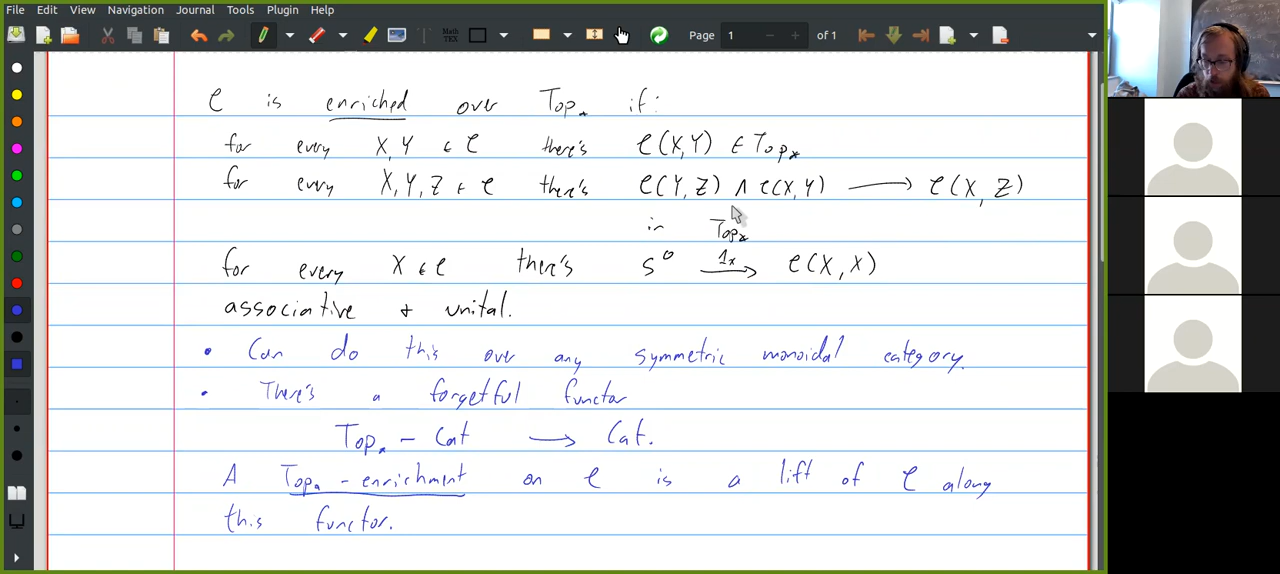 File Edit View Navigation Journal Tools Plugin Help
Math TEX Page 1 of 1
C is enriched over Top* if:
for every X, Y ∈ C there's C(X,Y) ∈ Top*
for every X, Y, Z ∈ C there's C(Y,Z) ∧ C(X,Y) ⟶ C(X,Z)
in Top*
for every X ∈ C there's S⁰ –1ₓ→ C(X,X)
associative + unital.
• Can do this over any symmetric monoidal category.
• There's a forgetful functor
Top* - Cat ⟶ Cat.
A Top* - enrichment on C is a lift of C along
this functor.